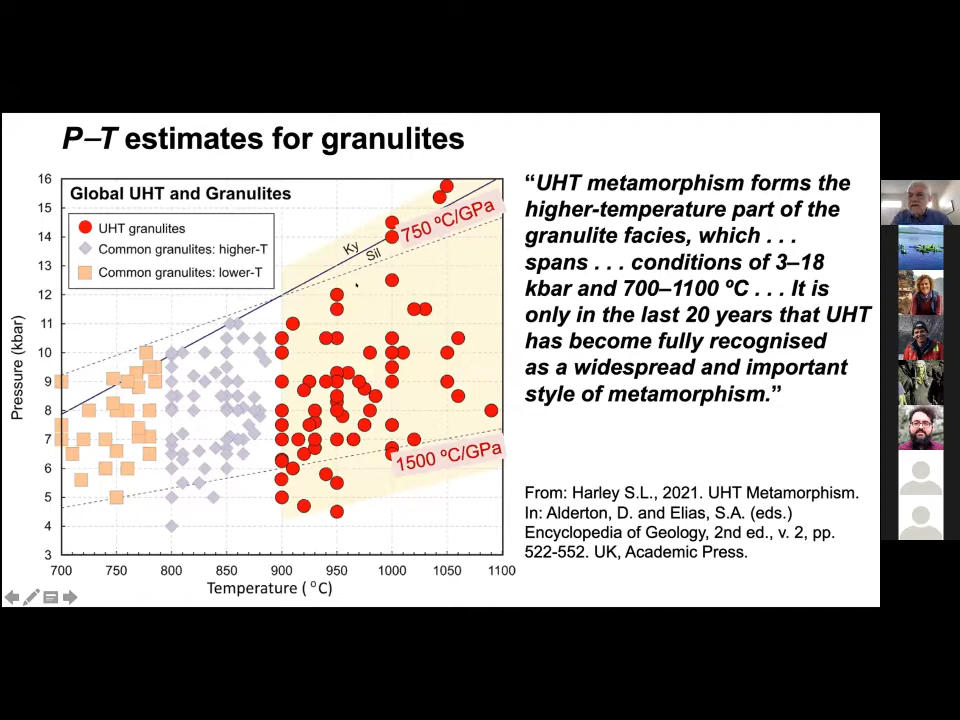 P–T estimates for granulites
Global UHT and Granulites
UHT granulites
Common granulites: higher-T
Common granulites: lower-T
Ky
Sil
750 ºC/GPa
1500 ºC/GPa
Pressure (kbar)
16
15
14
13
12
11
10
9
8
7
6
5
4
3
700
750
800
850
900
950
1000
1050
1100
Temperature ( °C)
“UHT metamorphism forms the
higher-temperature part of the
granulite facies, which . . .
spans . . . conditions of 3–18
kbar and 700–1100 ºC . . . It is
only in the last 20 years that UHT
has become fully recognised
as a widespread and important
style of metamorphism.”
From: Harley S.L., 2021. UHT Metamorphism.
In: Alderton, D. and Elias, S.A. (eds.)
Encyclopedia of Geology, 2nd ed., v. 2, pp.
522-552. UK, Academic Press.